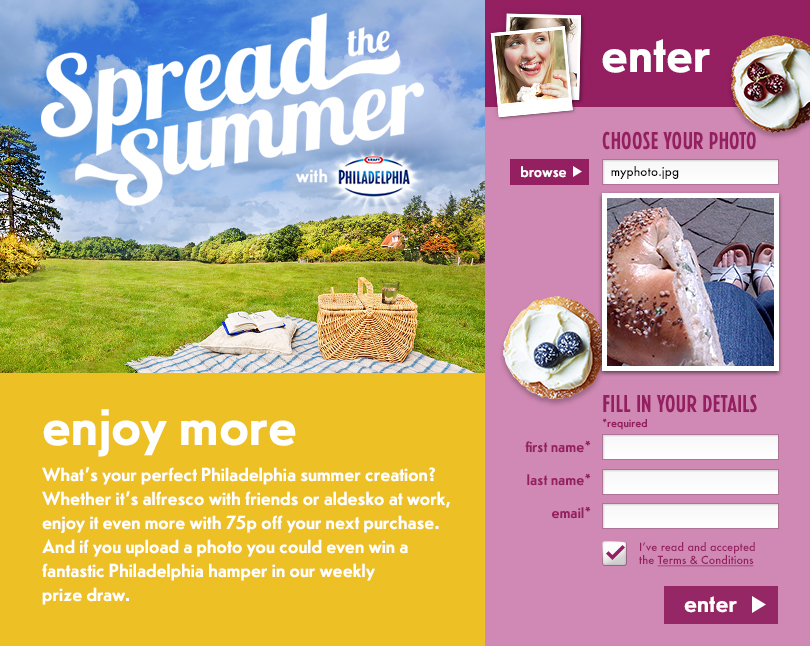 Spread the
Summer
with KRAFT PHILADELPHIA
enjoy more
What's your perfect Philadelphia summer creation?
Whether it's alfresco with friends or aldesko at work,
enjoy it even more with 75p off your next purchase.
And if you upload a photo you could even win a
fantastic Philadelphia hamper in our weekly
prize draw.
enter
CHOOSE YOUR PHOTO
browse
myphoto.jpg
FILL IN YOUR DETAILS
*required
first name*
last name*
email*
I've read and accepted
the Terms & Conditions
enter